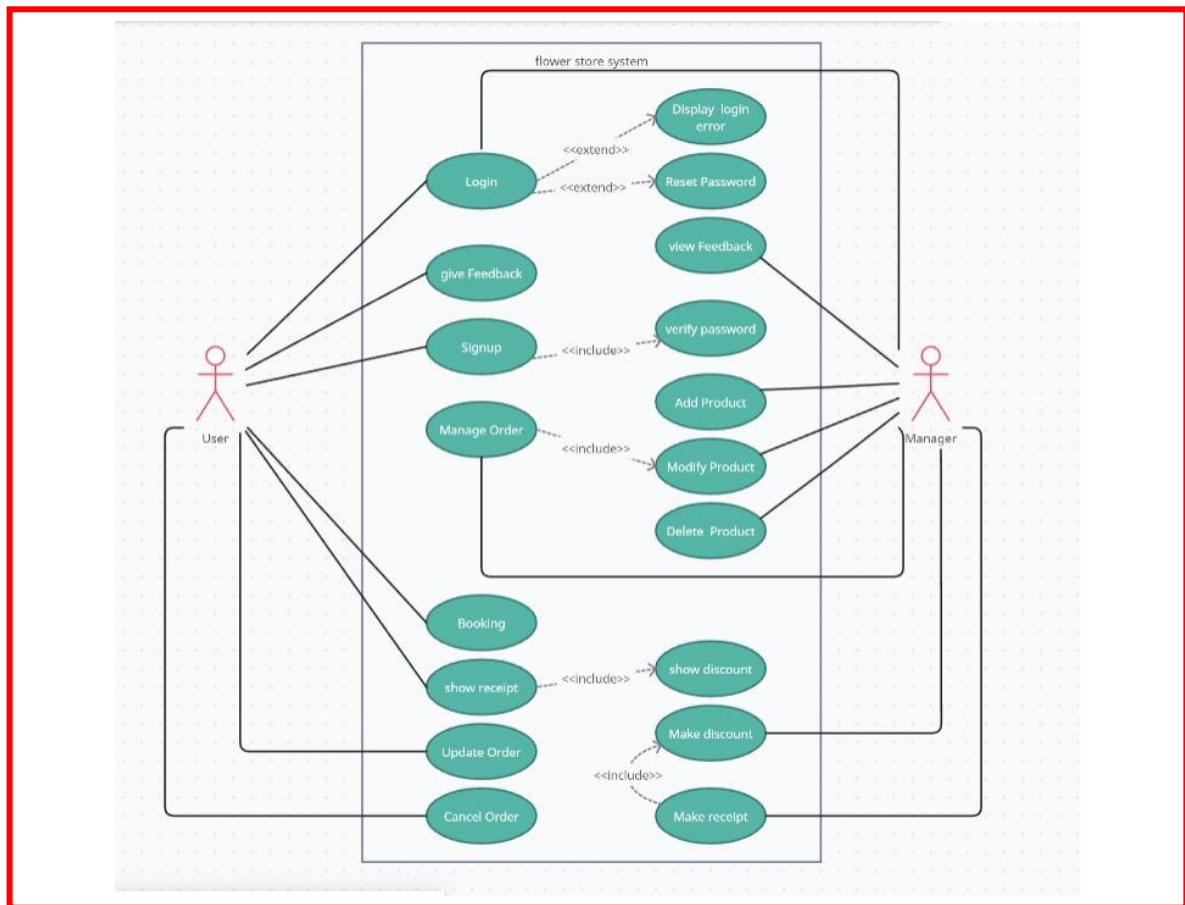 flower store system
Display login
error
<<extend>>
Login
<<extend>>
Reset Password
view Feedback
give Feedback
verify password
Signup
<<include>>
Add Product
Manage Order
User
Manager
<<include>>
Modify Product
Delete Product
Booking
show discount
<<include>>
show receipt
Make discount
Update Order
<<include>>
Cancel Order
Make receipt